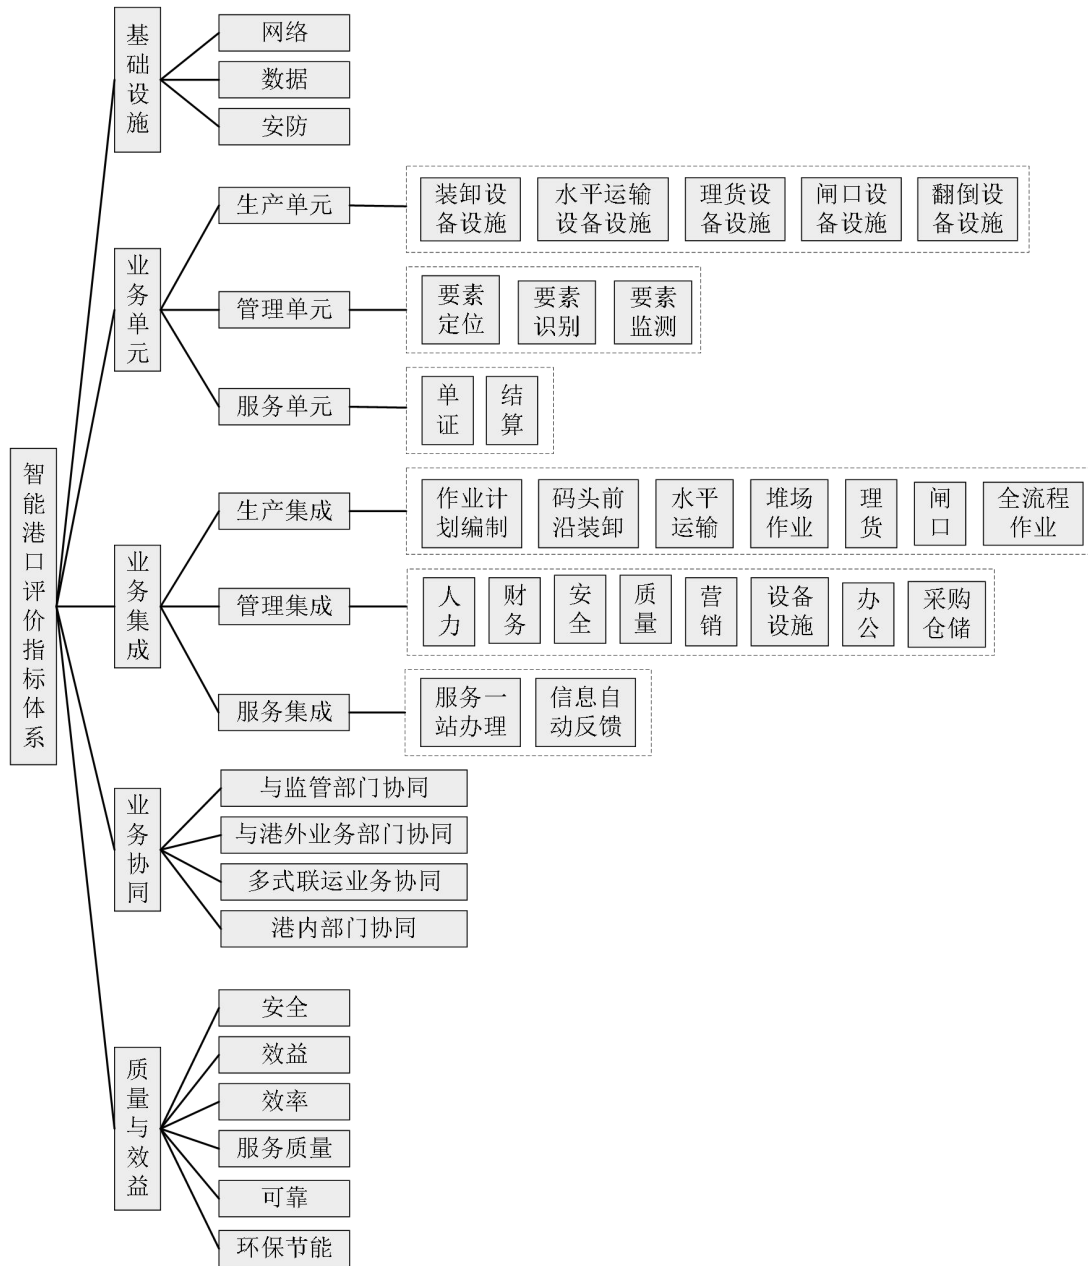 智能港口评价指标体系
基础设施
网络
数据
安防
业务单元
生产单元
装卸设
备设施
水平运输
设备设施
理货设
备设施
闸口设
备设施
翻倒设
备设施
管理单元
要素
定位
要素
识别
要素
监测
服务单元
单证
结算
业务集成
生产集成
作业计
划编制
码头前
沿装卸
水平
运输
堆场
作业
理货
闸口
全流程
作业
管理集成
人力
财务
安全
质量
营销
设备
设施
办公
采购
仓储
服务集成
服务一
站办理
信息自
动反馈
业务协同
与监管部门协同
与港外业务部门协同
多式联运业务协同
港内部门协同
质量与效益
安全
效益
效率
服务质量
可靠
环保节能